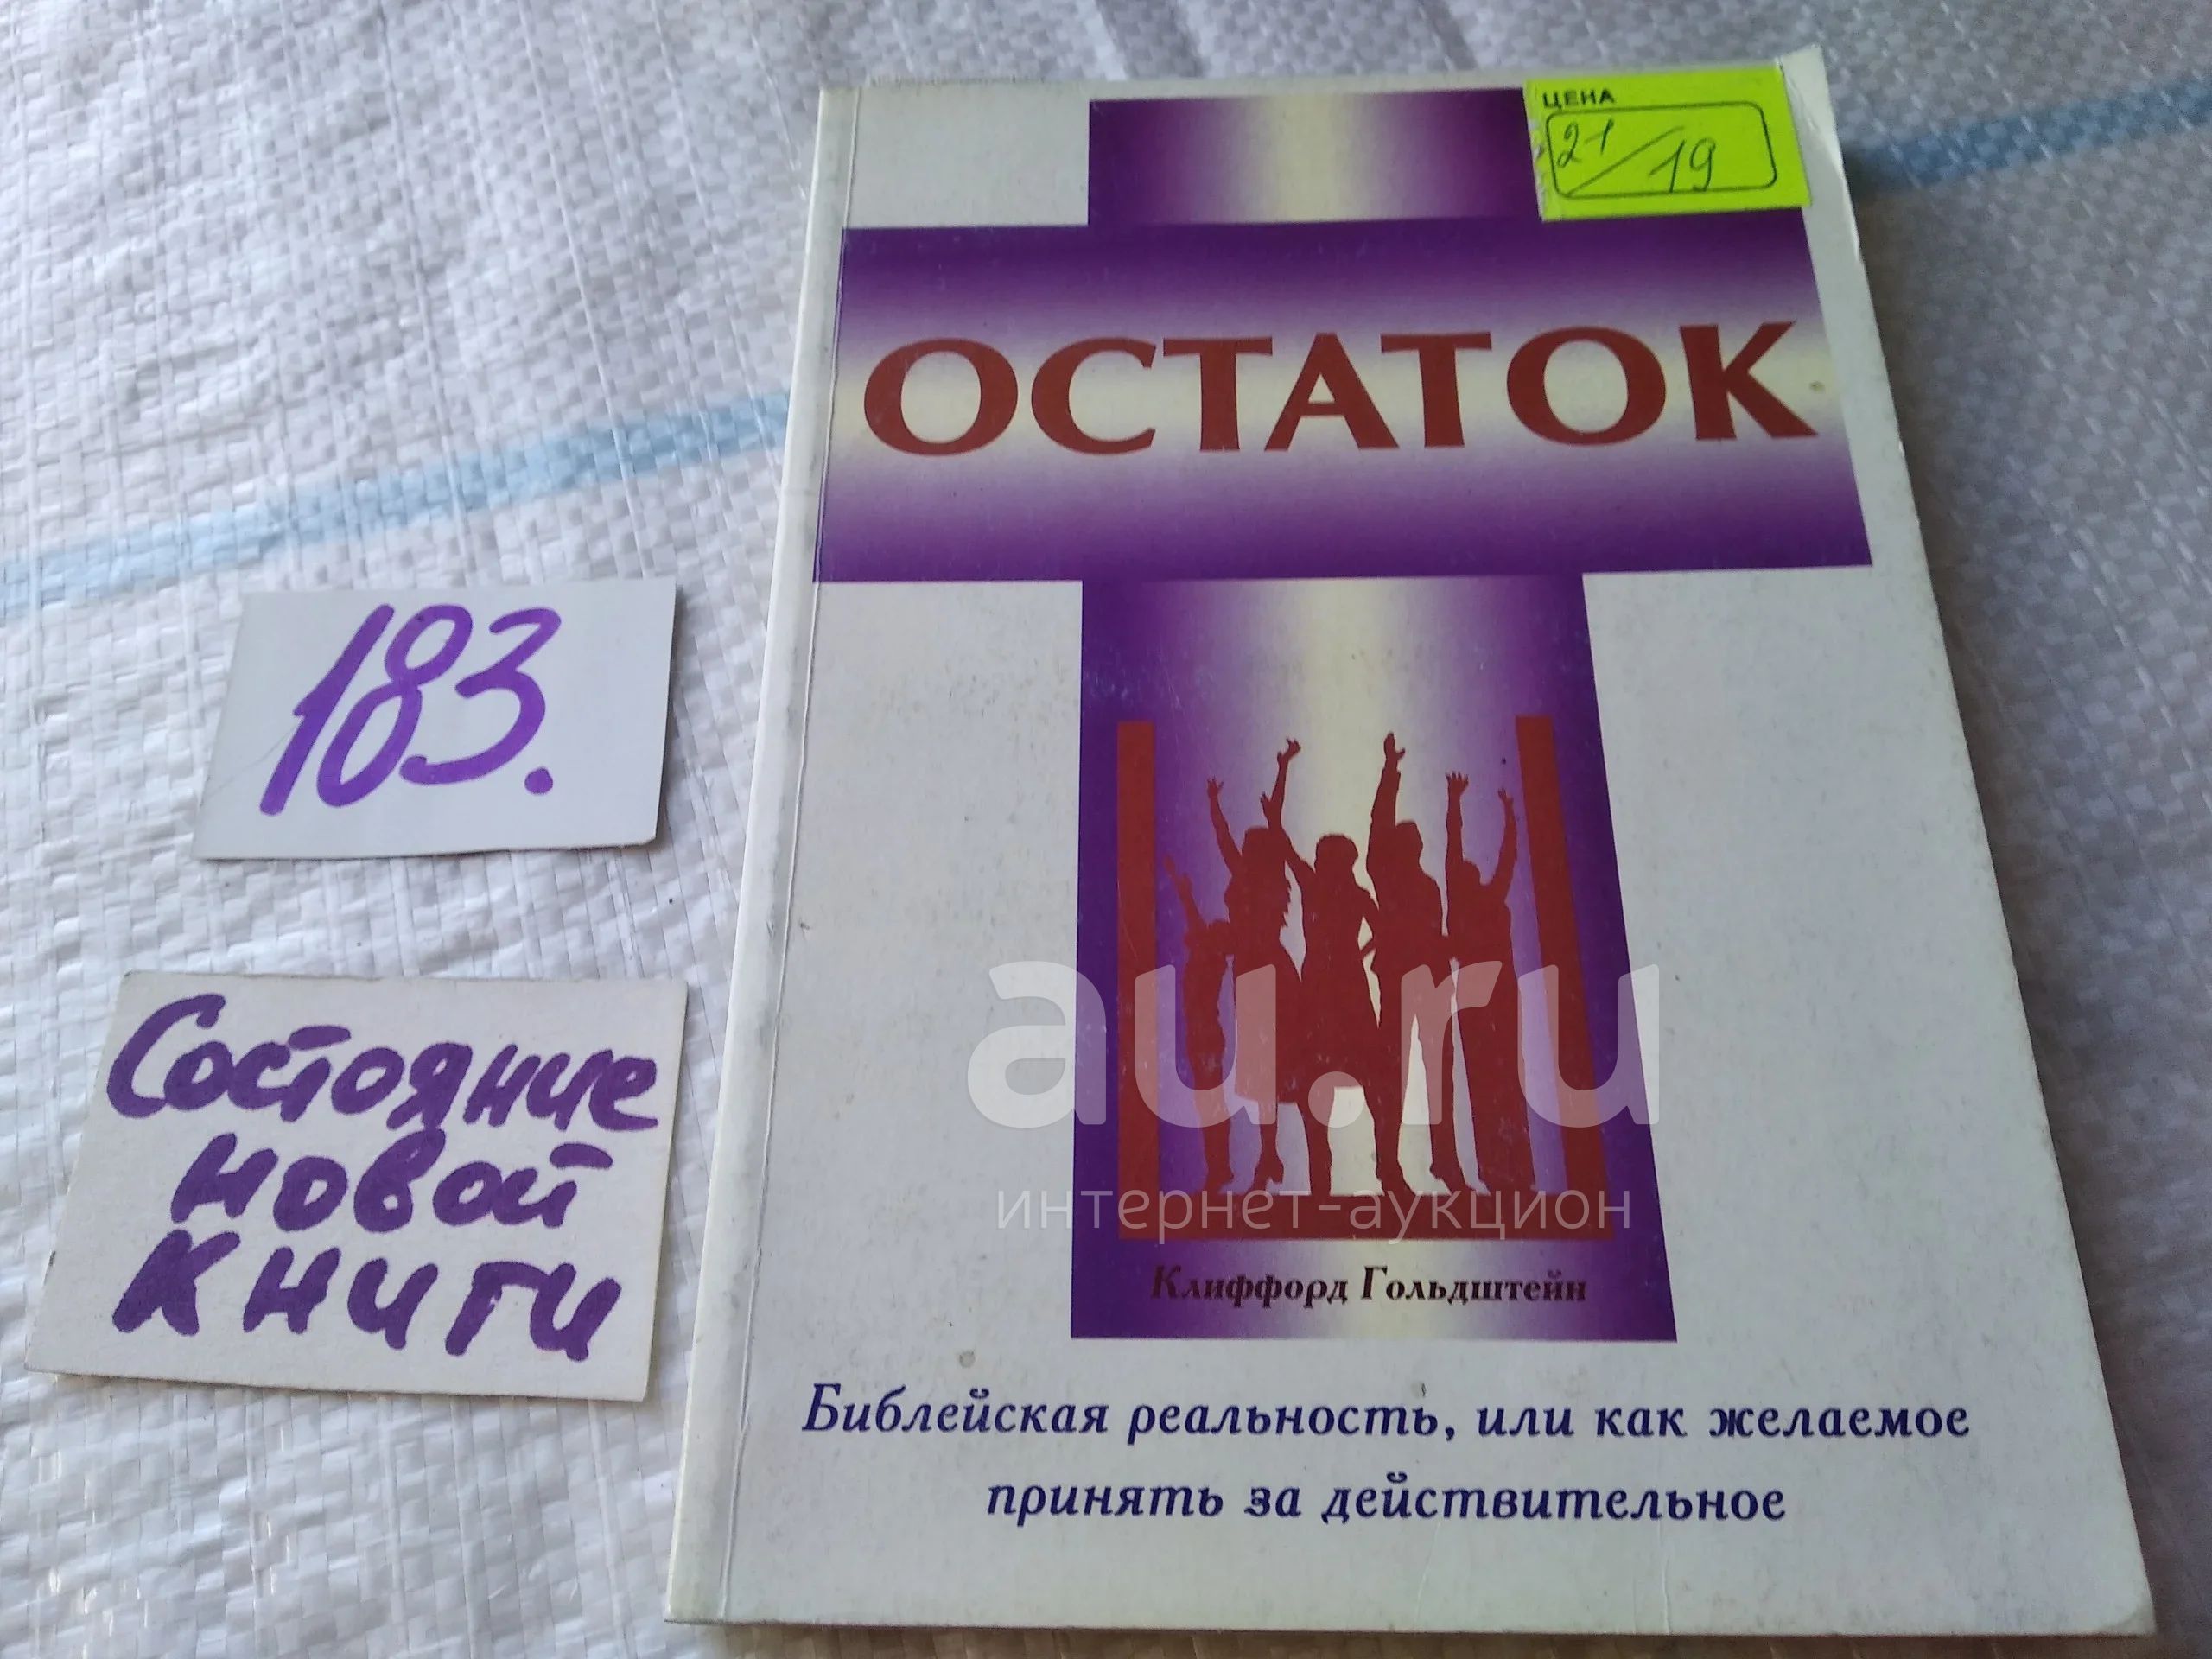 ЦЕНА
21/19
ОСТАТОК
183.
Состояние
новой
книги
au.ru
интернет-аукцион
Клиффорд Гольдштейн
Библейская реальность, или как желаемое
принять за действительное